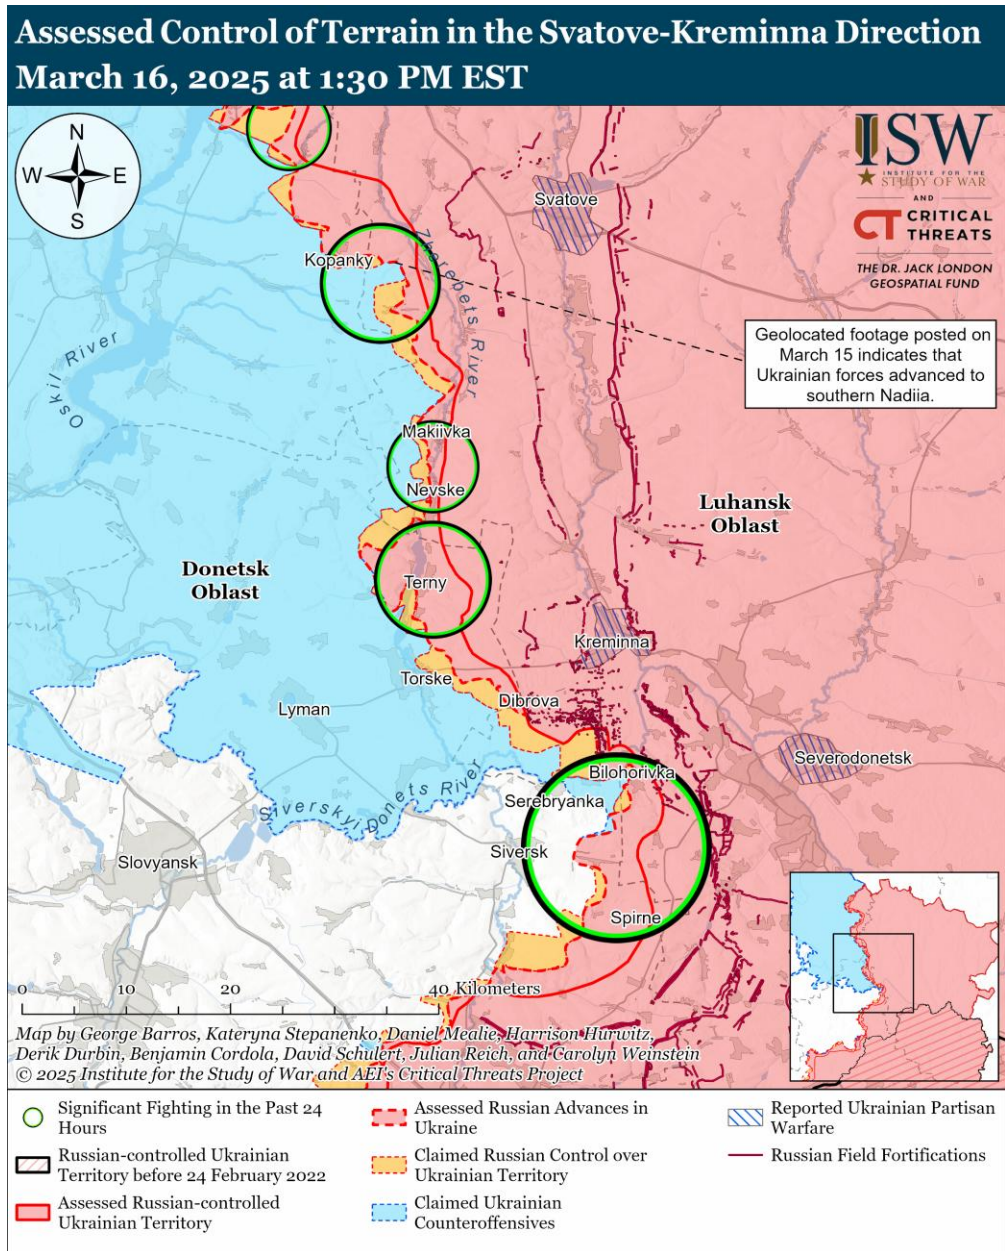 Assessed Control of Terrain in the Svatove-Kreminna Direction
March 16, 2025 at 1:30 PM EST
N
W E
S
ISW
INSTITUTE FOR THE
STUDY OF WAR
AND
CT CRITICAL
THREATS
THE DR. JACK LONDON
GEOSPATIAL FUND
Svatove
Zherebets River
Kopanky
Oskil River
Geolocated footage posted on
March 15 indicates that
Ukrainian forces advanced to
southern Nadiia.
Makiivka
Nevske
Luhansk
Oblast
Donetsk
Oblast
Terny
Kreminna
Torske
Dibrova
Lyman
Severodonetsk
Bilohorivka
Siverskyi Donets River
Serebryanka
Siversk
Slovyansk
Spirne
0 10 20 40 Kilometers
Map by George Barros, Kateryna Stepanenko, Daniel Mealie, Harrison Hurwitz,
Derik Durbin, Benjamin Cordola, David Schulert, Julian Reich, and Carolyn Weinstein
© 2025 Institute for the Study of War and AEI's Critical Threats Project
Significant Fighting in the Past 24
Hours
Russian-controlled Ukrainian
Territory before 24 February 2022
Assessed Russian-controlled
Ukrainian Territory
Assessed Russian Advances in
Ukraine
Claimed Russian Control over
Ukrainian Territory
Claimed Ukrainian
Counteroffensives
Reported Ukrainian Partisan
Warfare
Russian Field Fortifications